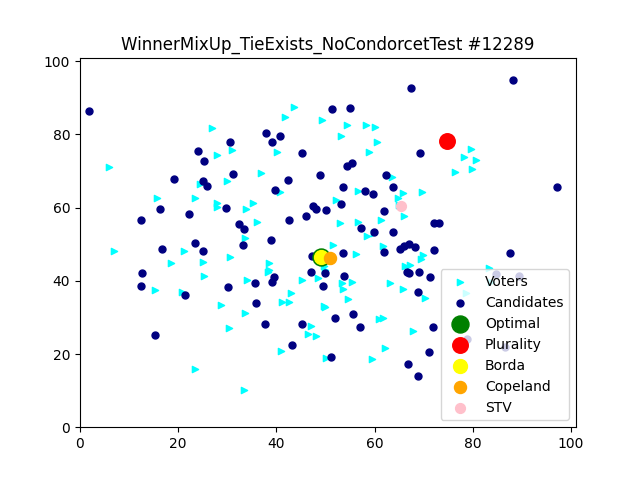 WinnerMixUp_TieExists_NoCondorcetTest #12289
100
80
60
40
20
0
0 20 40 60 80 100
Voters
Candidates
Optimal
Plurality
Borda
Copeland
STV